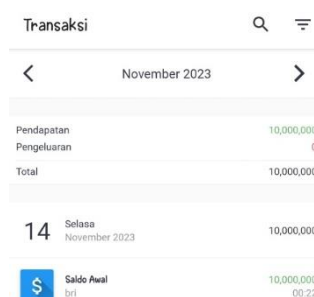 Transaksi
November 2023
Pendapatan 10,000,000
Pengeluaran 0
Total 10,000,000
14 Selasa 10,000,000
November 2023
$ Saldo Awal 10,000,000
bri